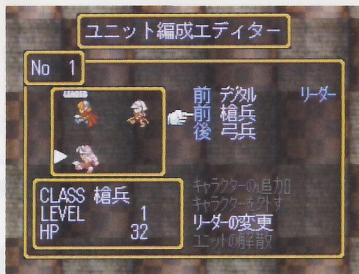 ユニット編成エディター
No 1
LEADER
前 デタル リーダー
前 槍兵
後 弓兵
CLASS 槍兵
LEVEL 1
HP 32
キャラクターの追加
キャラクターを外す
リーダーの変更
ユニットの解散